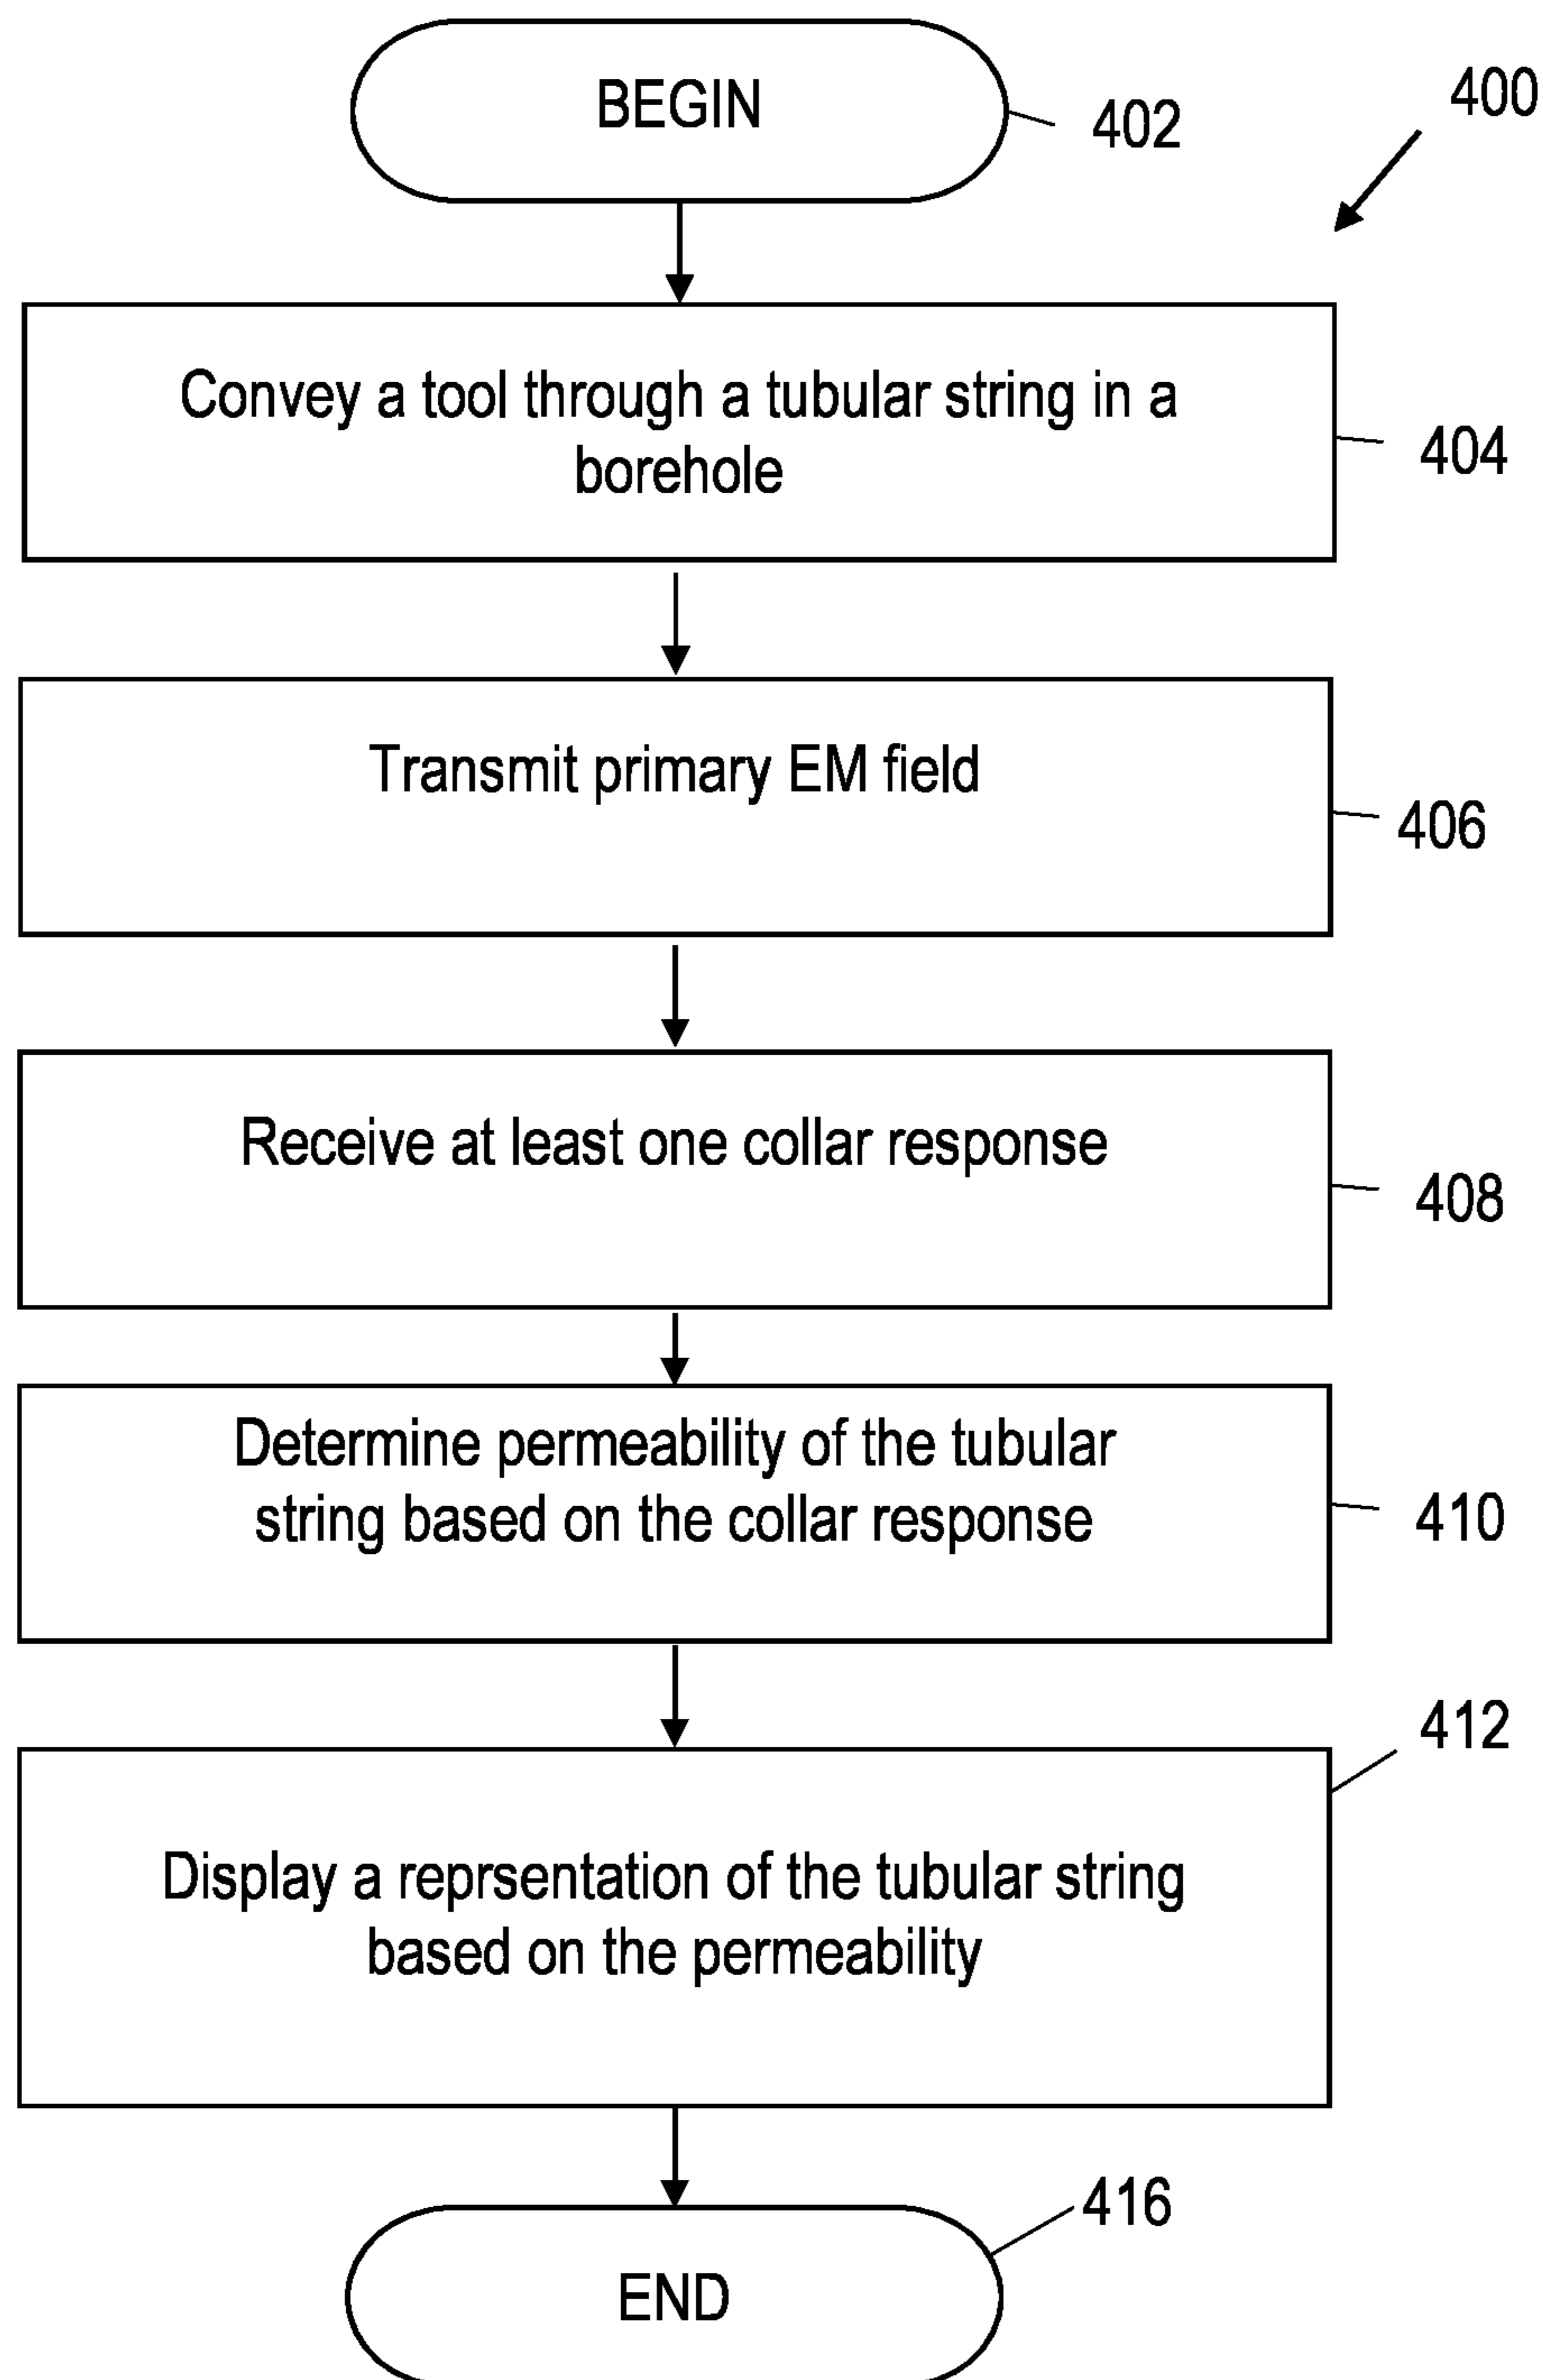 BEGIN
402
400
Convey a tool through a tubular string in a
borehole
404
Transmit primary EM field
406
Receive at least one collar response
408
Determine permeability of the tubular
string based on the collar response
410
412
Display a reprsentation of the tubular string
based on the permeability
416
END